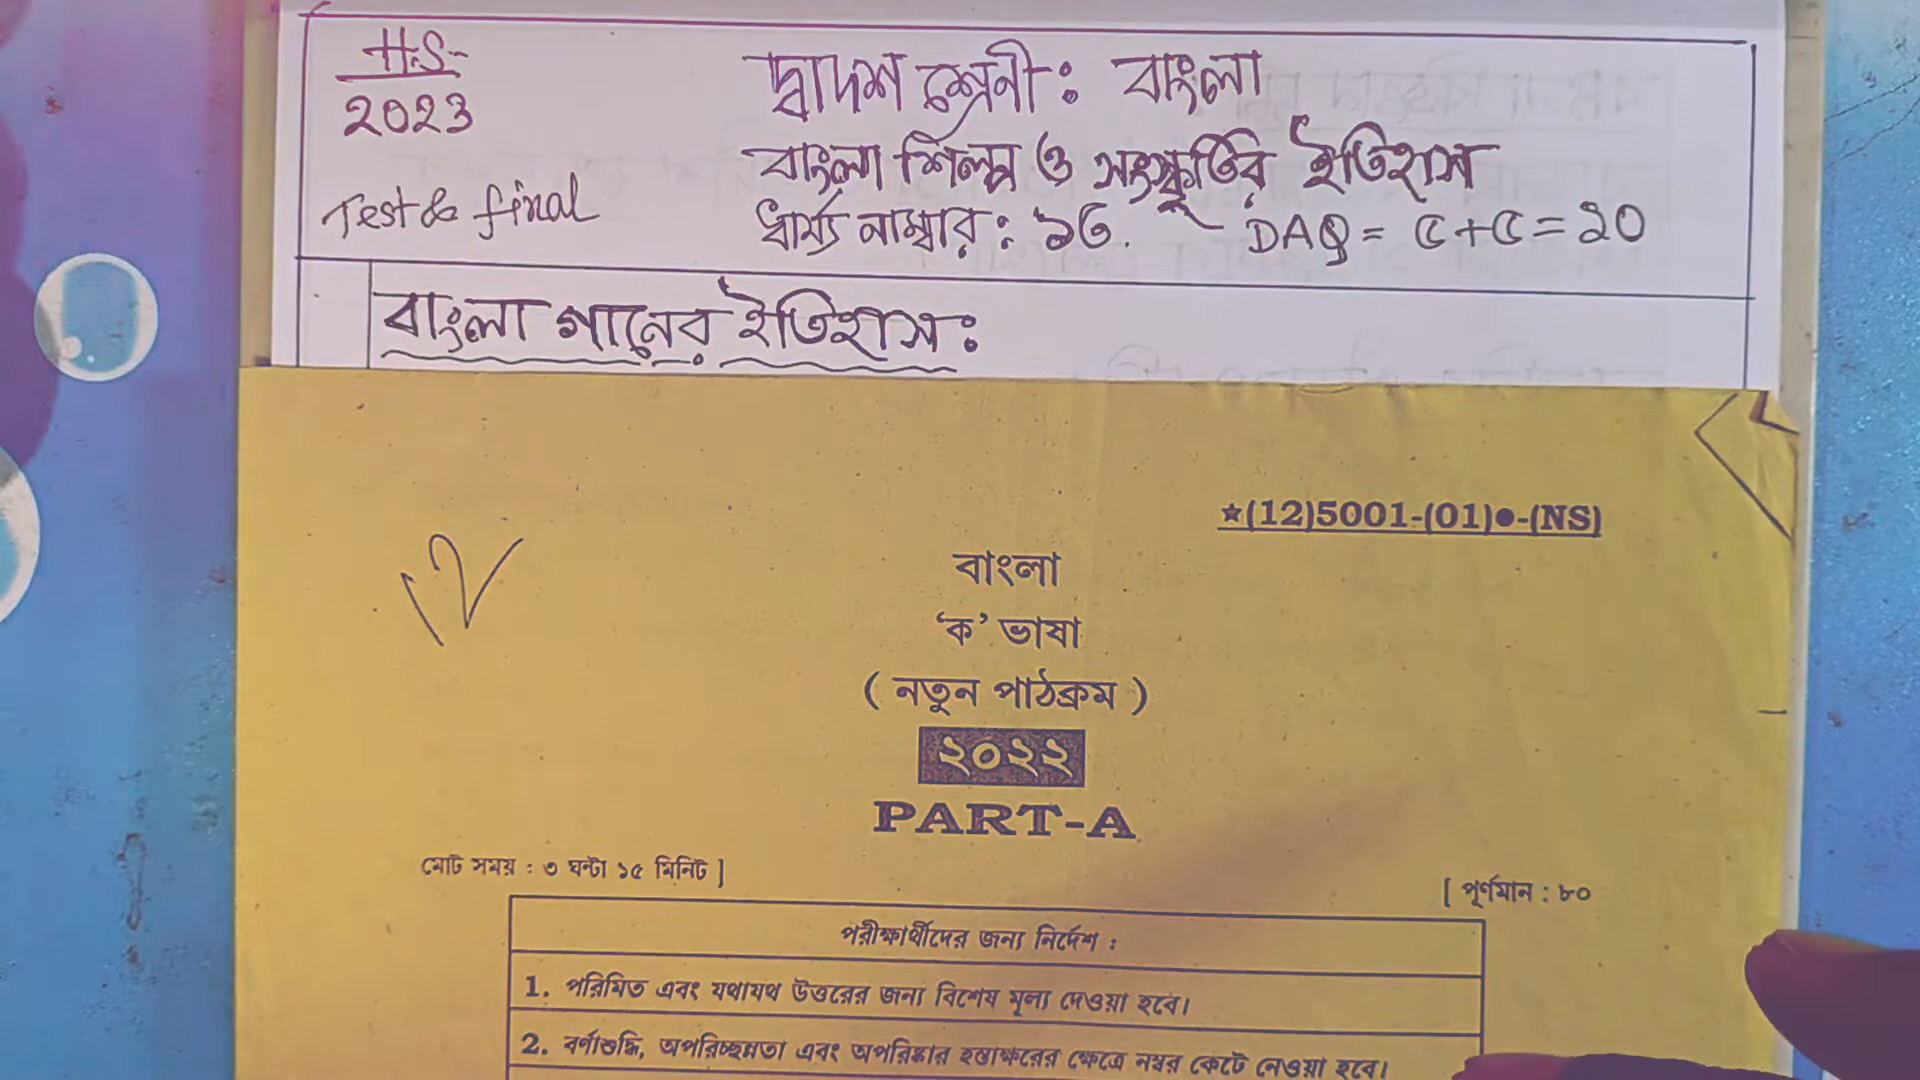 H.S-
2023
Test & final
দ্বাদশ শ্রেনী: বাংলা
বাংলা শিল্প ও সংস্কৃতির ইতিহাস
ধার্য্য নাম্বার: ১৩. DAQ = ৫+৫=১০
বাংলা গানের ইতিহাস:
★(12)5001-(01)●-(NS)
বাংলা
‘ক’ ভাষা
( নতুন পাঠক্রম )
২০২২
PART-A
মোট সময় : ৩ ঘন্টা ১৫ মিনিট ]
[ পূর্ণমান : ৮০
পরীক্ষার্থীদের জন্য নির্দেশ :
1. পরিমিত এবং যথাযথ উত্তরের জন্য বিশেষ মূল্য দেওয়া হবে।
2. বর্ণাশুদ্ধি, অপরিচ্ছন্নতা এবং অপরিষ্কার হস্তাক্ষরের ক্ষেত্রে নম্বর কেটে নেওয়া হবে।